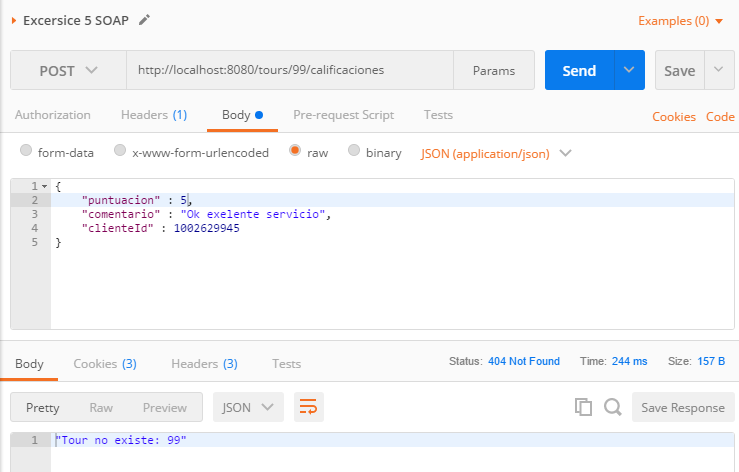 Excersice 5 SOAP
Examples (0)
POST http://localhost:8080/tours/99/calificaciones Params Send Save
Authorization Headers (1) Body Pre-request Script Tests Cookies Code
form-data x-www-form-urlencoded raw binary JSON (application/json)
1 {
2 "puntuacion" : 5,
3 "comentario" : "Ok exelente servicio",
4 "clienteId" : 1002629945
5 }
Body Cookies (3) Headers (3) Tests Status: 404 Not Found Time: 244 ms Size: 157 B
Pretty Raw Preview JSON Save Response
1 "Tour no existe: 99"